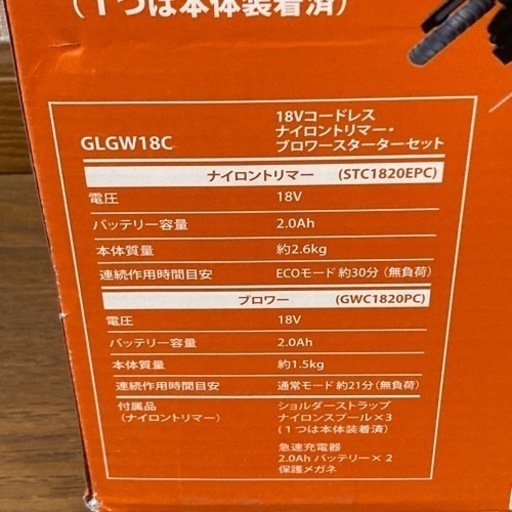 (1つは本体装着済)
GLGW18C
18Vコードレス
ナイロントリマー・
ブロワースターターセット
ナイロントリマー (STC1820EPC)
電圧 18V
バッテリー容量 2.0Ah
本体質量 約2.6kg
連続作用時間目安 ECOモード 約30分 (無負荷)
ブロワー (GWC1820PC)
電圧 18V
バッテリー容量 2.0Ah
本体質量 約1.5kg
連続作用時間目安 通常モード 約21分 (無負荷)
付属品 ショルダーストラップ
(ナイロントリマー) ナイロンスプール×3
(1つは本体装着済)
急速充電器
2.0Ah バッテリー×2
保護メガネ